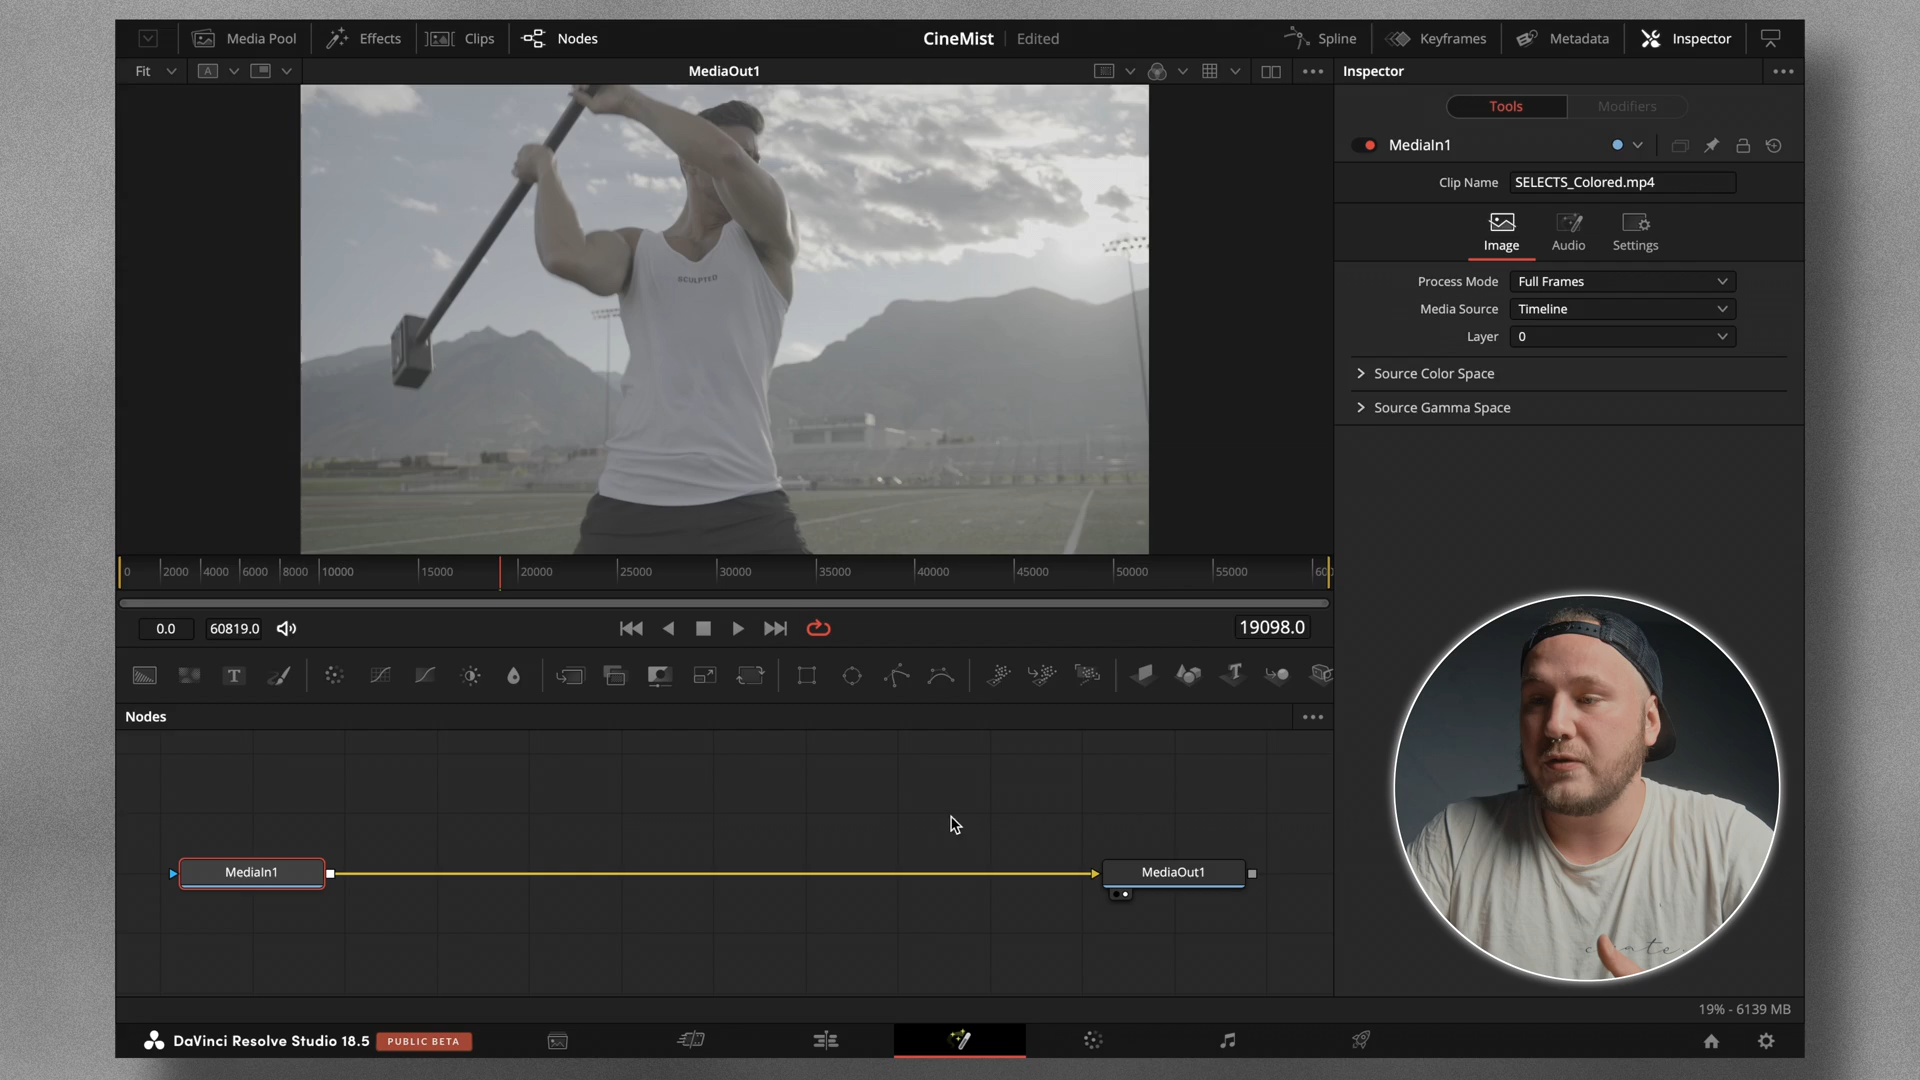 Media Pool
Effects
Clips
Nodes
CineMist
Edited
Spline
Keyframes
Metadata
Inspector
Fit
A
MediaOut1
Inspector
Tools
Modifiers
MediaIn1
Clip Name
SELECTS_Colored.mp4
Image
Audio
Settings
Process Mode
Full Frames
Media Source
Timeline
Layer
0
Source Color Space
Source Gamma Space
SCULPTED
0
2000
4000
6000
8000
10000
15000
20000
25000
30000
35000
40000
45000
50000
55000
60
0.0
60819.0
19098.0
T
T
Nodes
MediaIn1
MediaOut1
create
19% - 6139 MB
DaVinci Resolve Studio 18.5
PUBLIC BETA